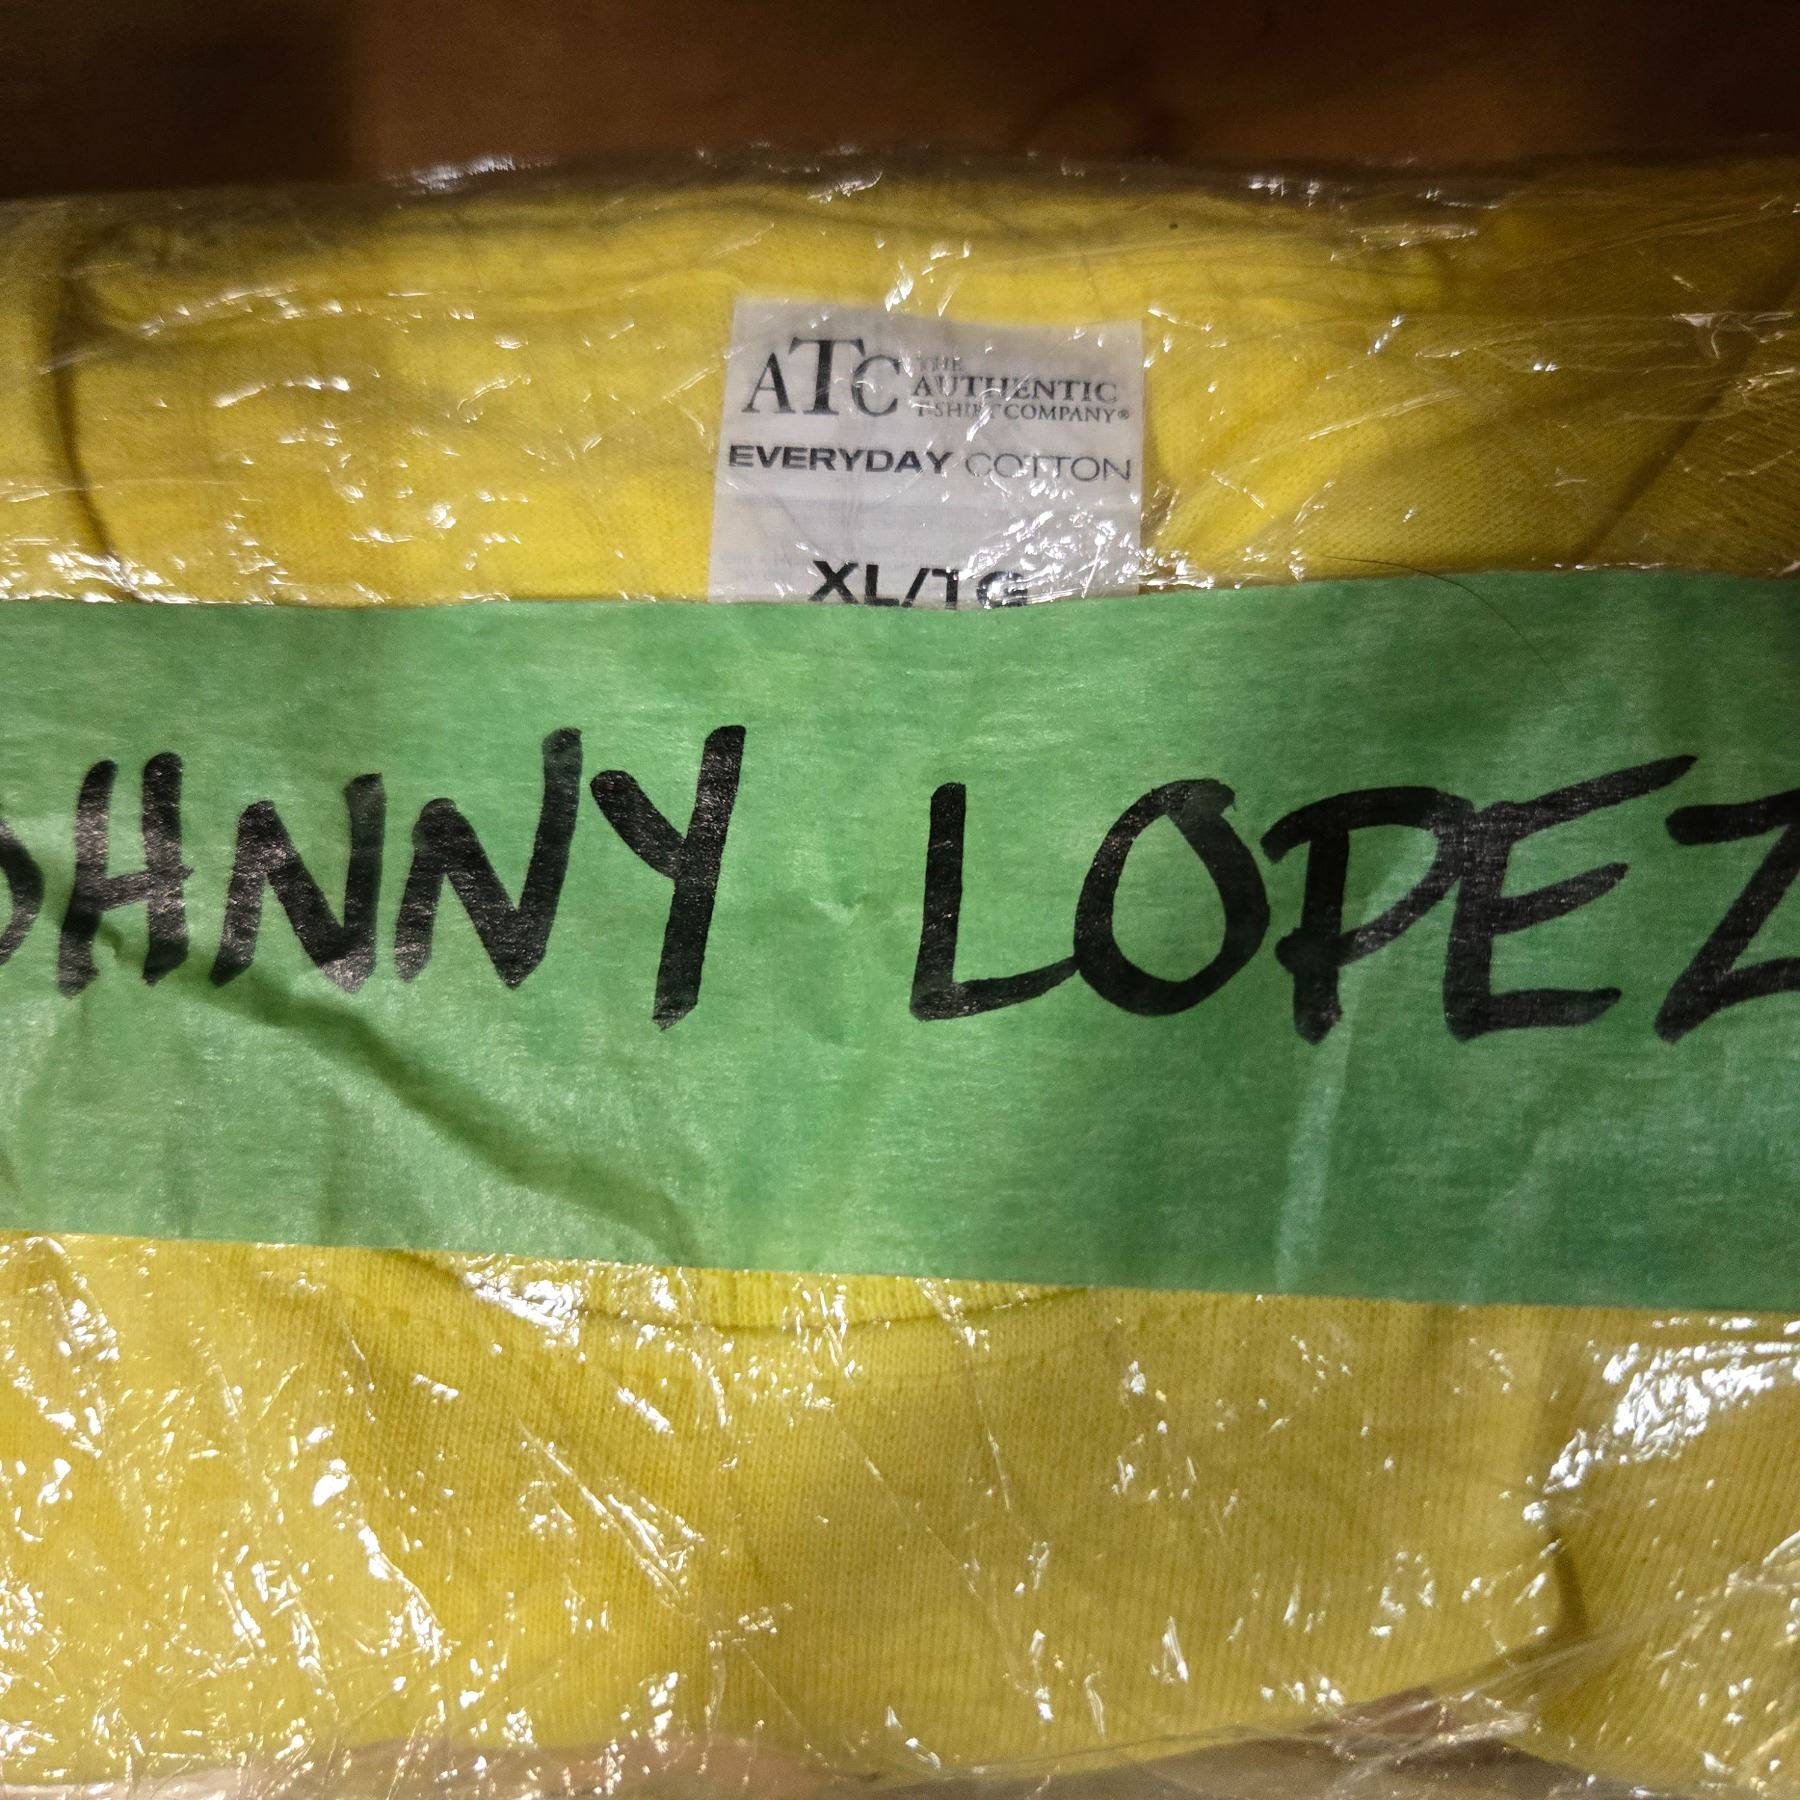 ATC THE
AUTHENTIC
T-SHIRT COMPANY®
EVERYDAY COTTON
XL/TG
OHNNY LOPEZ